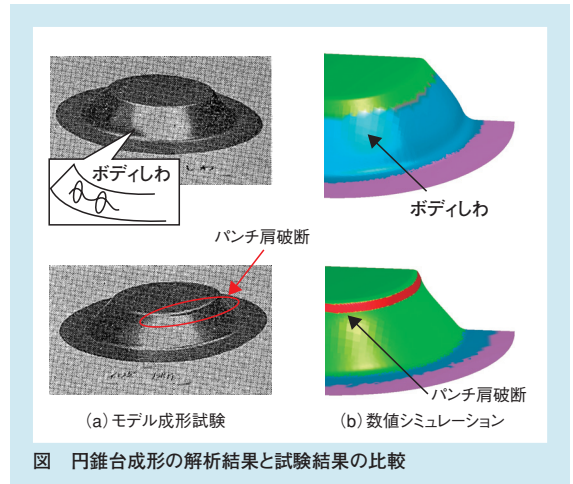 ボディしわ
ボディしわ
パンチ肩破断
パンチ肩破断
(a)モデル成形試験
(b)数値シミュレーション
図 円錐台成形の解析結果と試験結果の比較